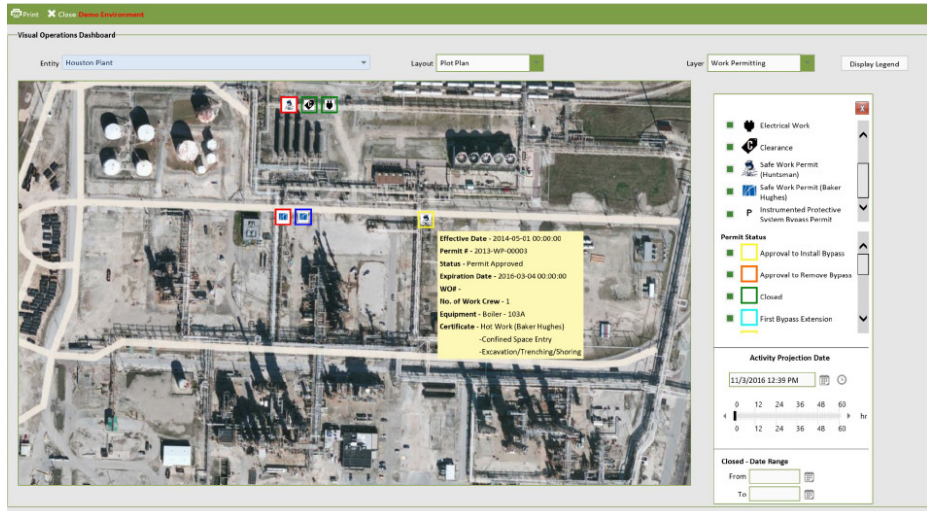 Print Close Demo Environment
Visual Operations Dashboard
Entity Houston Plant Layout Plot Plan Layer Work Permitting Display Legend
X
Electrical Work
C Clearance
Safe Work Permit
(Huntsman)
Safe Work Permit (Baker
Hughes)
P Instrumented Protective
System Bypass Permit
Permit Status
Approval to Install Bypass
Approval to Remove Bypass
Closed
First Bypass Extension
Effective Date - 2014-05-01 00:00:00
Permit # - 2013-WP-00003
Status - Permit Approved
Expiration Date - 2016-03-04 00:00:00
WO# -
No. of Work Crew - 1
Equipment - Boiler - 103A
Certificate - Hot Work (Baker Hughes)
-Confined Space Entry
-Excavation/Trenching/Shoring
Activity Projection Date
11/3/2016 12:39 PM
0 12 24 36 48 60
hr
0 12 24 36 48 60
Closed - Date Range
From
To